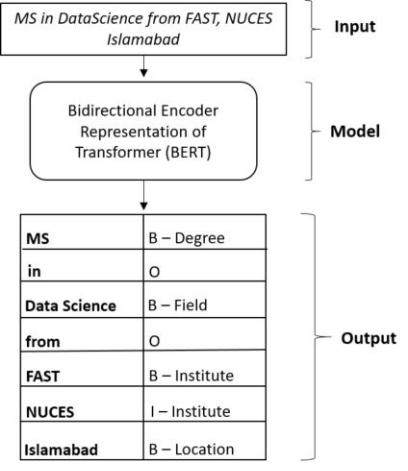 MS in DataScience from FAST, NUCES
Islamabad
Input
Bidirectional Encoder
Representation of
Transformer (BERT)
Model
MS B – Degree
in O
Data Science B – Field
from O
FAST B – Institute
NUCES I – Institute
Islamabad B – Location
Output